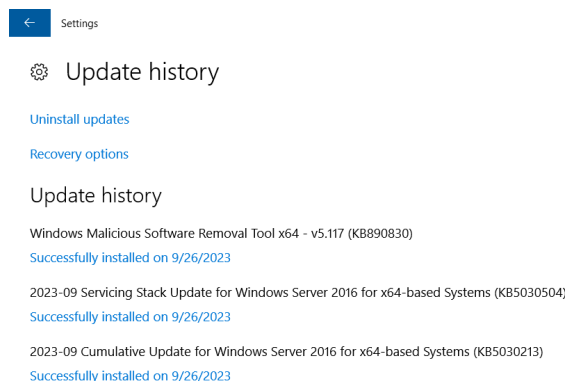 Settings
Update history
Uninstall updates
Recovery options
Update history
Windows Malicious Software Removal Tool x64 - v5.117 (KB890830)
Successfully installed on 9/26/2023
2023-09 Servicing Stack Update for Windows Server 2016 for x64-based Systems (KB5030504)
Successfully installed on 9/26/2023
2023-09 Cumulative Update for Windows Server 2016 for x64-based Systems (KB5030213)
Successfully installed on 9/26/2023